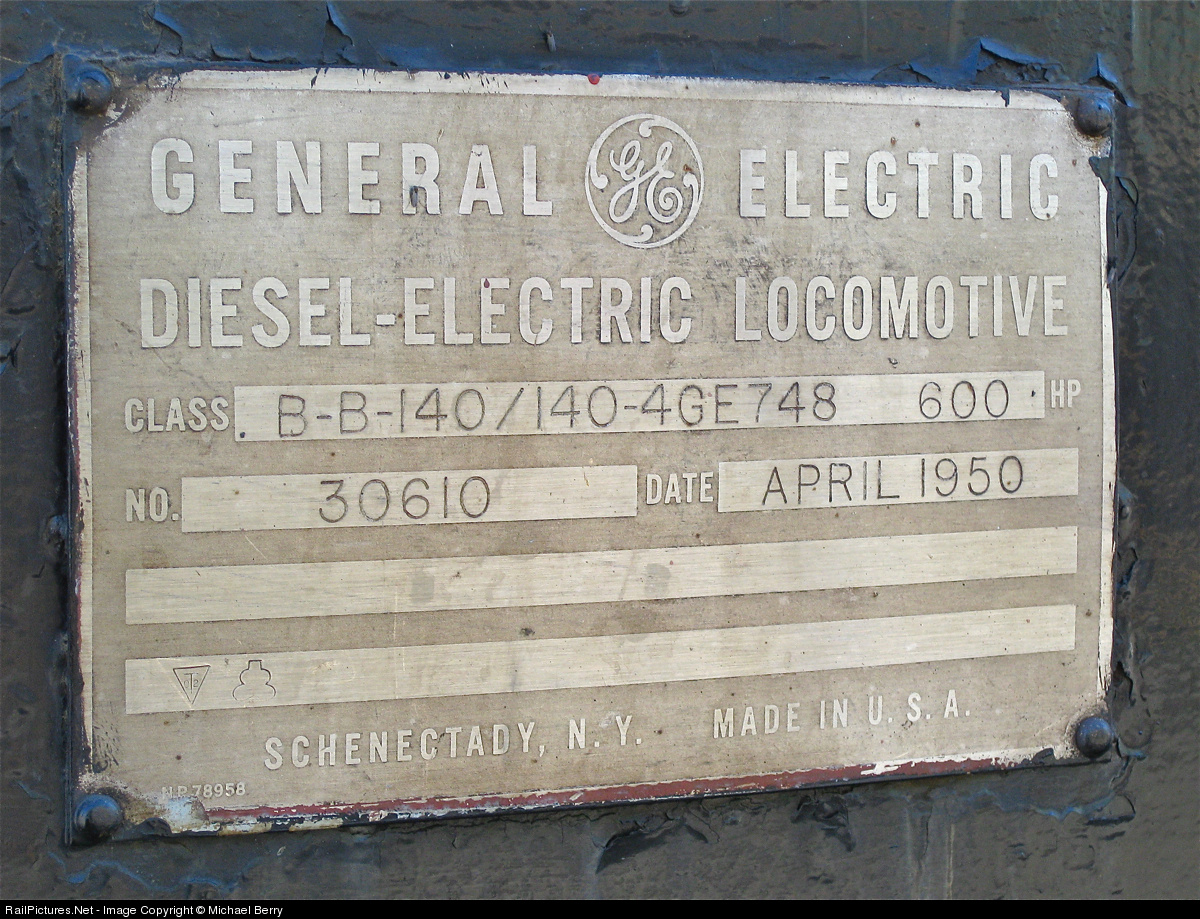 GENERAL GE ELECTRIC
DIESEL-ELECTRIC LOCOMOTIVE
CLASS B-B-140/140-4GE748 600 HP
NO. 30610 DATE APRIL 1950
SCHENECTADY, N. Y. MADE IN U. S. A.
N.P. 78958
RailPictures.Net - Image Copyright © Michael Berry